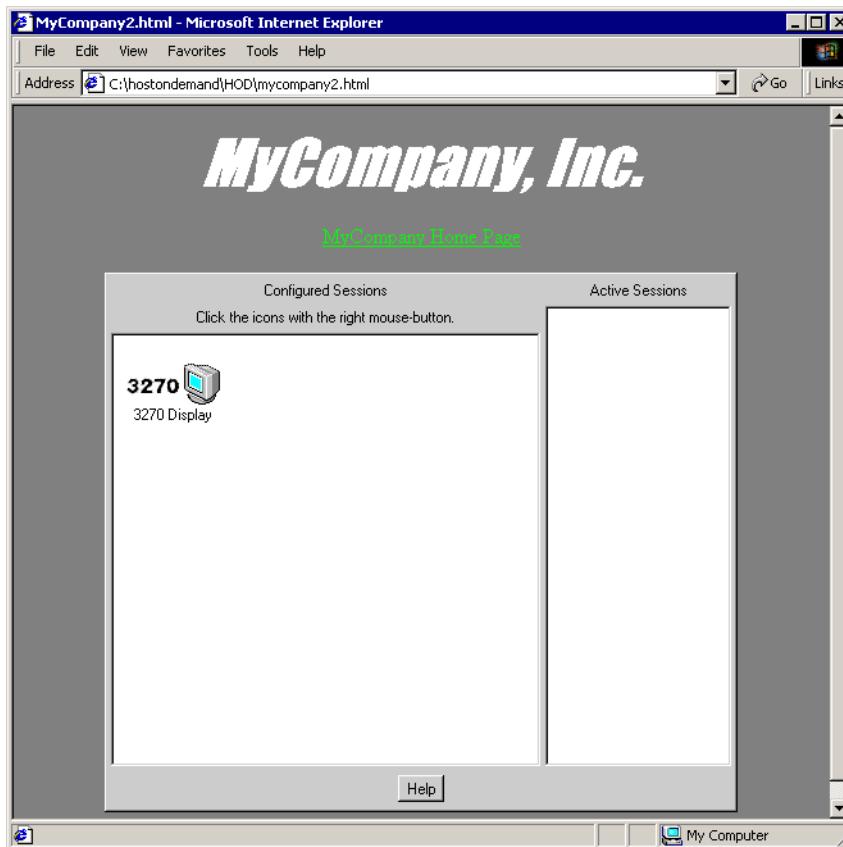 MyCompany2.html - Microsoft Internet Explorer
File Edit View Favorites Tools Help
Address C:\hostondemand\HOD\mycompany2.html Go Links
MyCompany, Inc.
MyCompany Home Page
Configured Sessions
Active Sessions
Click the icons with the right mouse-button.
3270
3270 Display
Help
My Computer